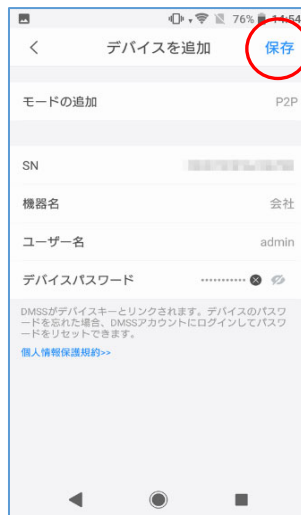 76% 14:54
デバイスを追加 保存
モードの追加 P2P
SN
機器名 会社
ユーザー名 admin
デバイスパスワード ···········
DMSSがデバイスキーとリンクされます。デバイスのパスワ
ードを忘れた場合、DMSSアカウントにログインしてパスワ
ードをリセットできます。
個人情報保護規約>>